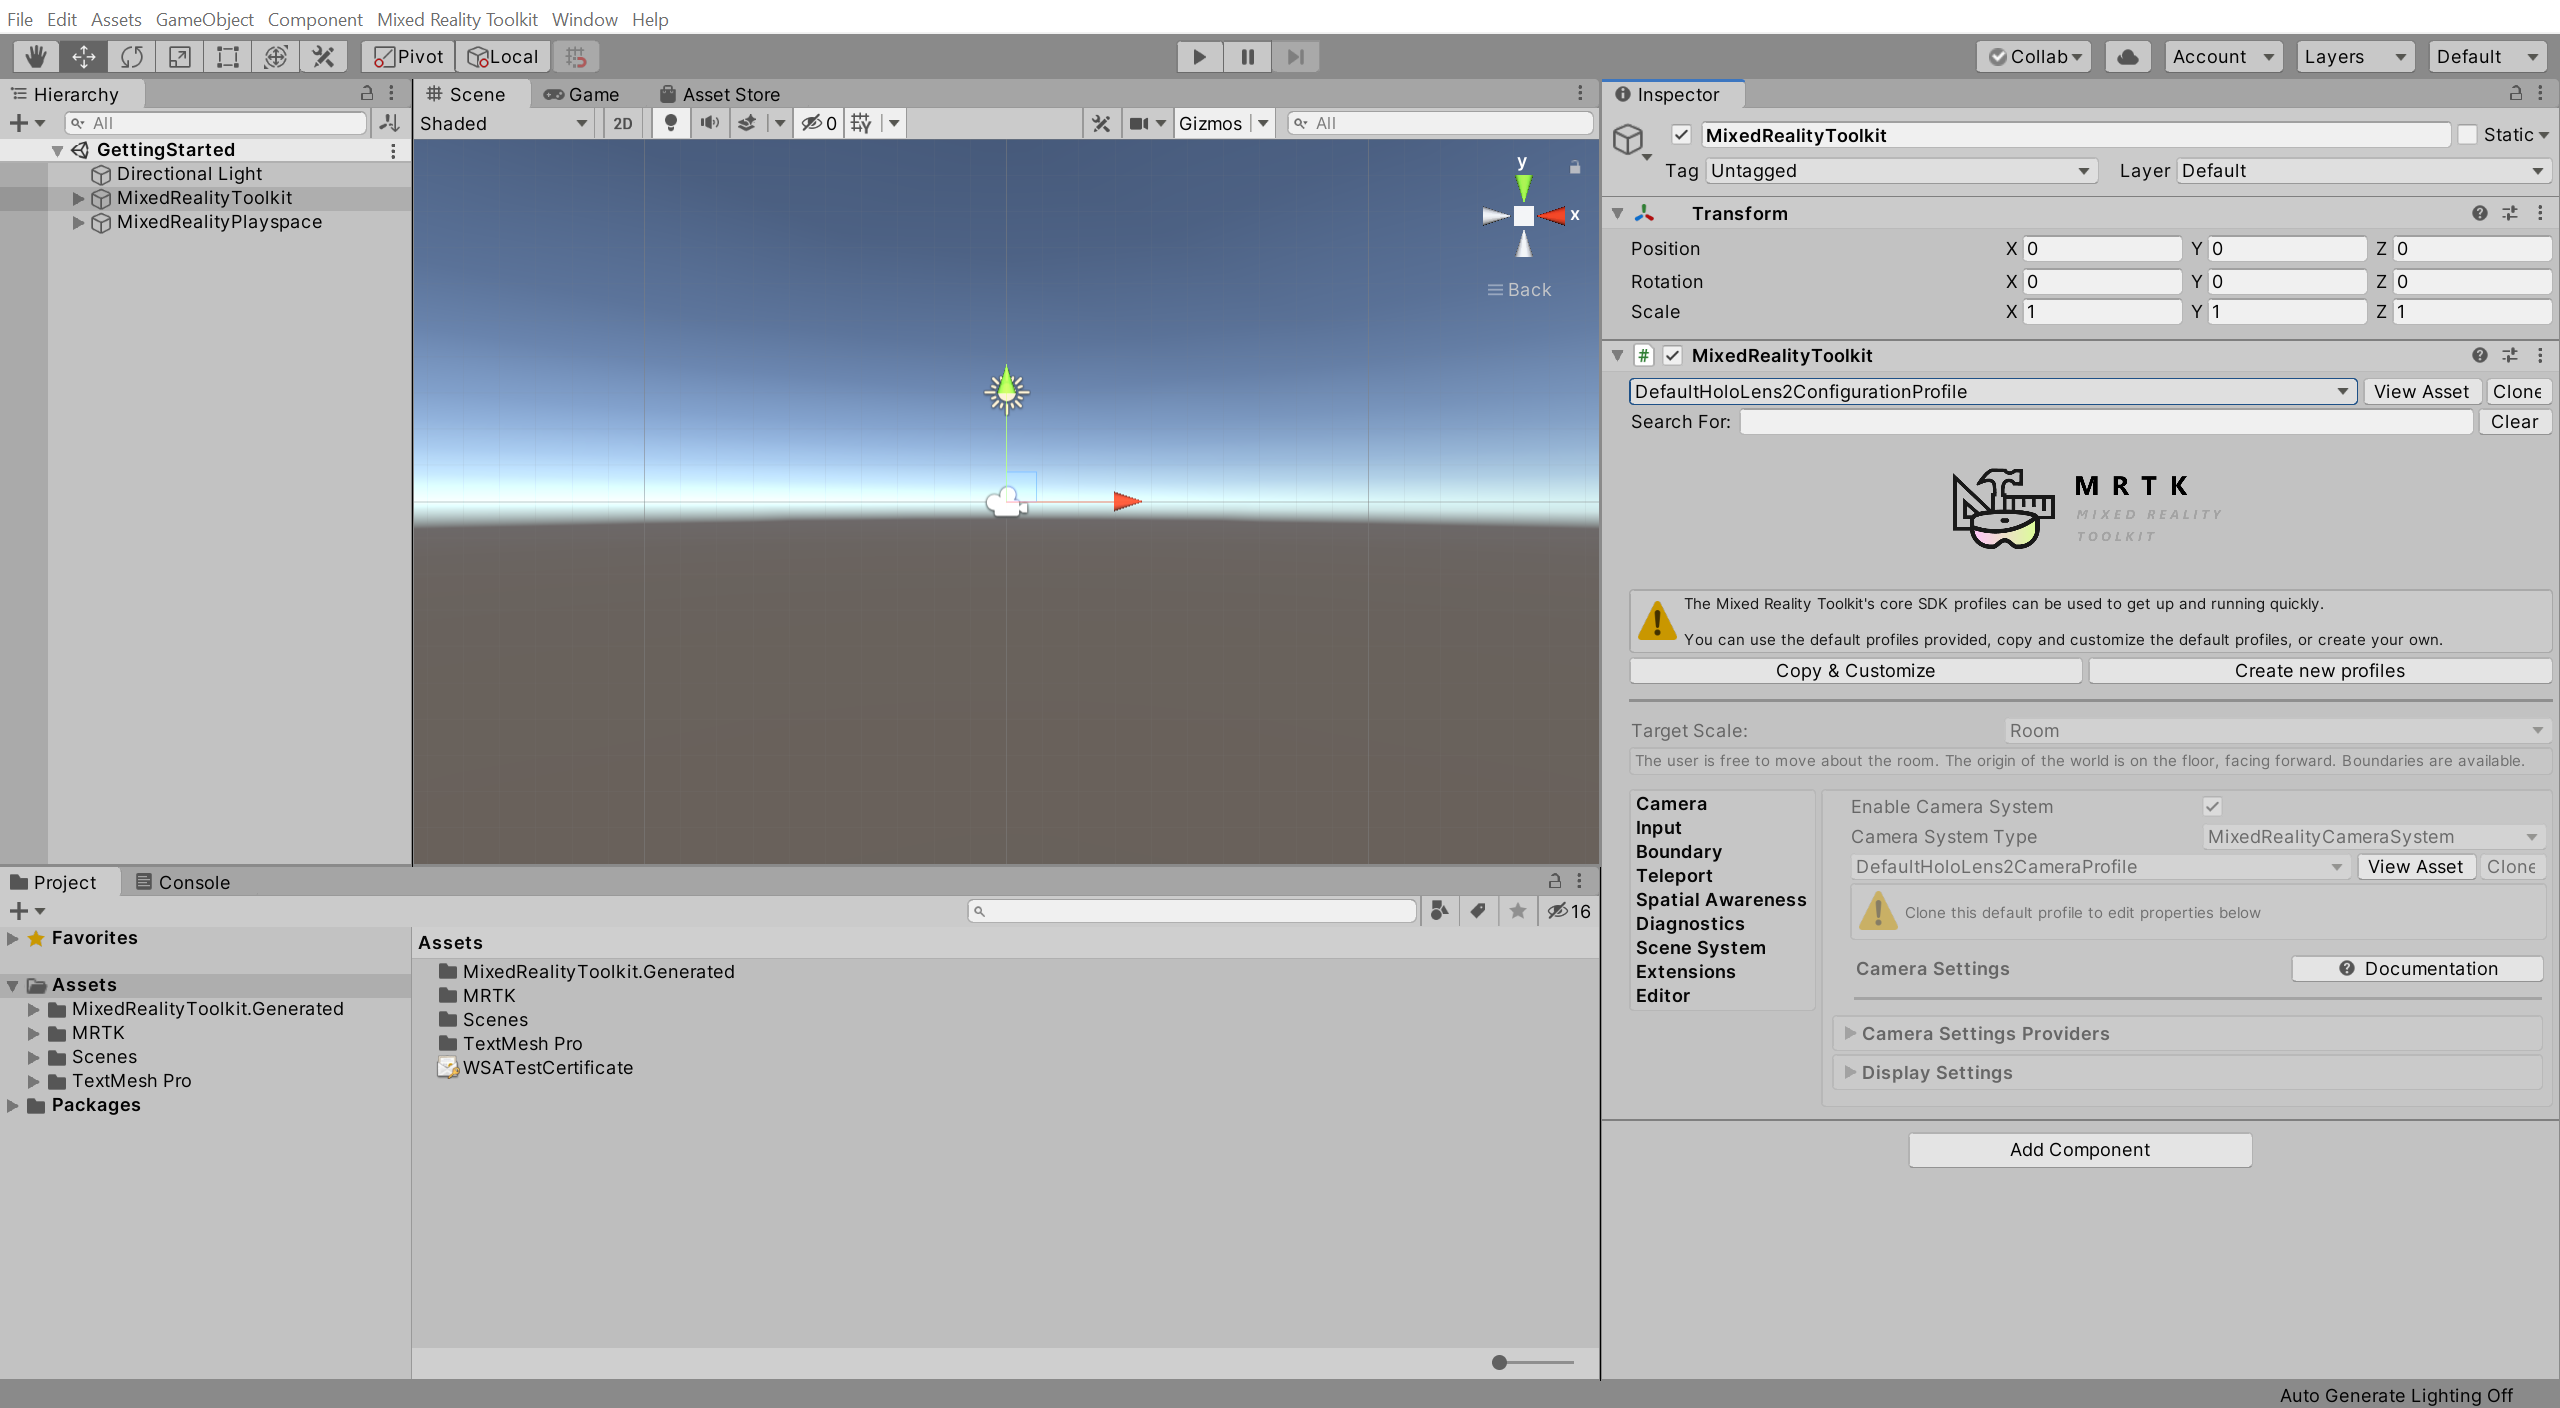 File Edit Assets GameObject Component Mixed Reality Toolkit Window Help
Pivot Local Collab Account Layers Default
Hierarchy
All
GettingStarted
Directional Light
MixedRealityToolkit
MixedRealityPlayspace
Scene Game Asset Store
Shaded 2D 0 Gizmos All
y
x
Back
Inspector
MixedRealityToolkit Static
Tag Untagged Layer Default
Transform
Position X 0 Y 0 Z 0
Rotation X 0 Y 0 Z 0
Scale X 1 Y 1 Z 1
# MixedRealityToolkit
DefaultHoloLens2ConfigurationProfile View Asset Clone
Search For: Clear
MRTK
MIXED REALITY
TOOLKIT
The Mixed Reality Toolkit's core SDK profiles can be used to get up and running quickly.
You can use the default profiles provided, copy and customize the default profiles, or create your own.
Copy & Customize Create new profiles
Target Scale: Room
The user is free to move about the room. The origin of the world is on the floor, facing forward. Boundaries are available.
Camera
Input
Boundary
Teleport
Spatial Awareness
Diagnostics
Scene System
Extensions
Editor
Enable Camera System
Camera System Type MixedRealityCameraSystem
DefaultHoloLens2CameraProfile View Asset Clone
Clone this default profile to edit properties below
Camera Settings Documentation
Camera Settings Providers
Display Settings
Add Component
Project Console
16
Favorites
Assets
MixedRealityToolkit.Generated
MRTK
Scenes
TextMesh Pro
Packages
Assets
MixedRealityToolkit.Generated
MRTK
Scenes
TextMesh Pro
WSATestCertificate
Auto Generate Lighting Off